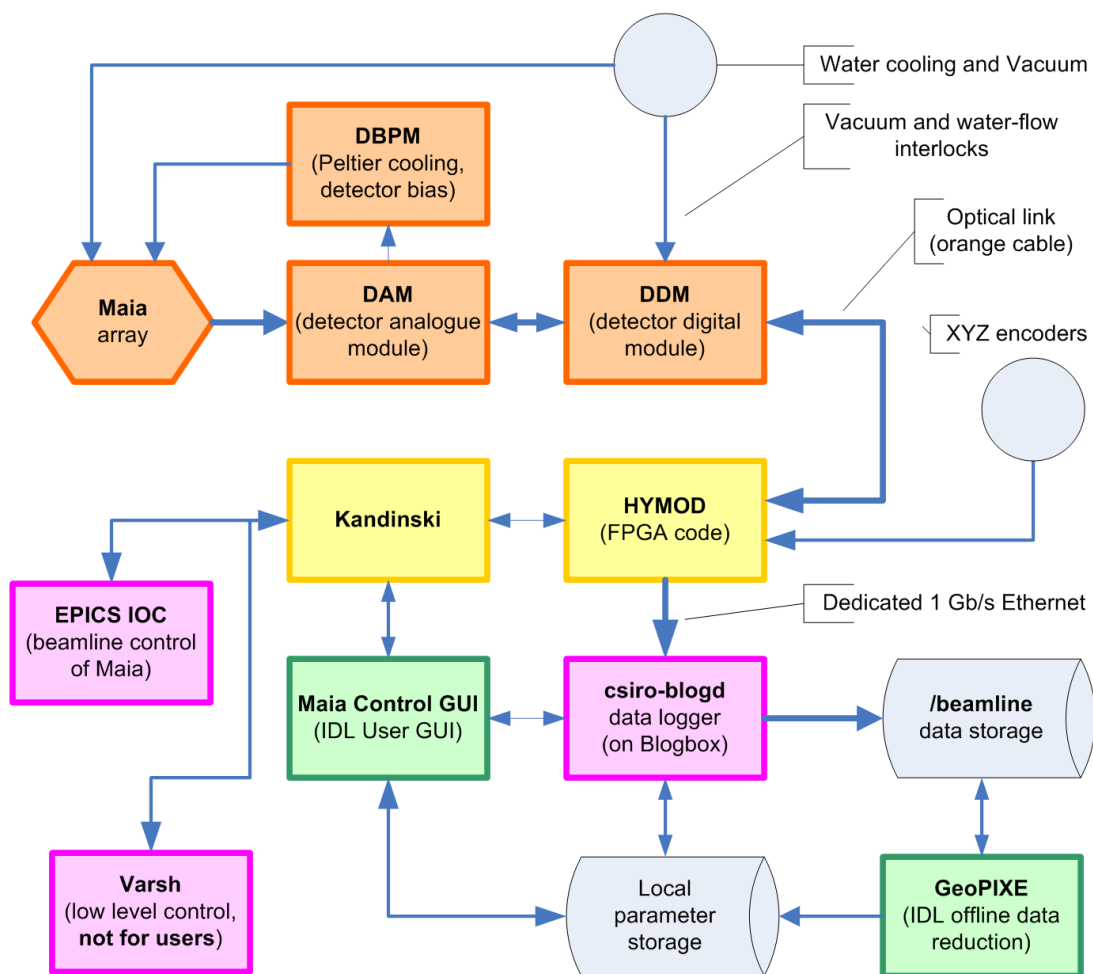 Water cooling and Vacuum
DBPM
(Peltier cooling,
detector bias)
Vacuum and water-flow
interlocks
Optical link
(orange cable)
Maia
array
DAM
(detector analogue
module)
DDM
(detector digital
module)
XYZ encoders
Kandinski
HYMOD
(FPGA code)
EPICS IOC
(beamline control
of Maia)
Dedicated 1 Gb/s Ethernet
Maia Control GUI
(IDL User GUI)
csiro-blogd
data logger
(on Blogbox)
/beamline
data storage
Varsh
(low level control,
not for users)
Local
parameter
storage
GeoPIXE
(IDL offline data
reduction)